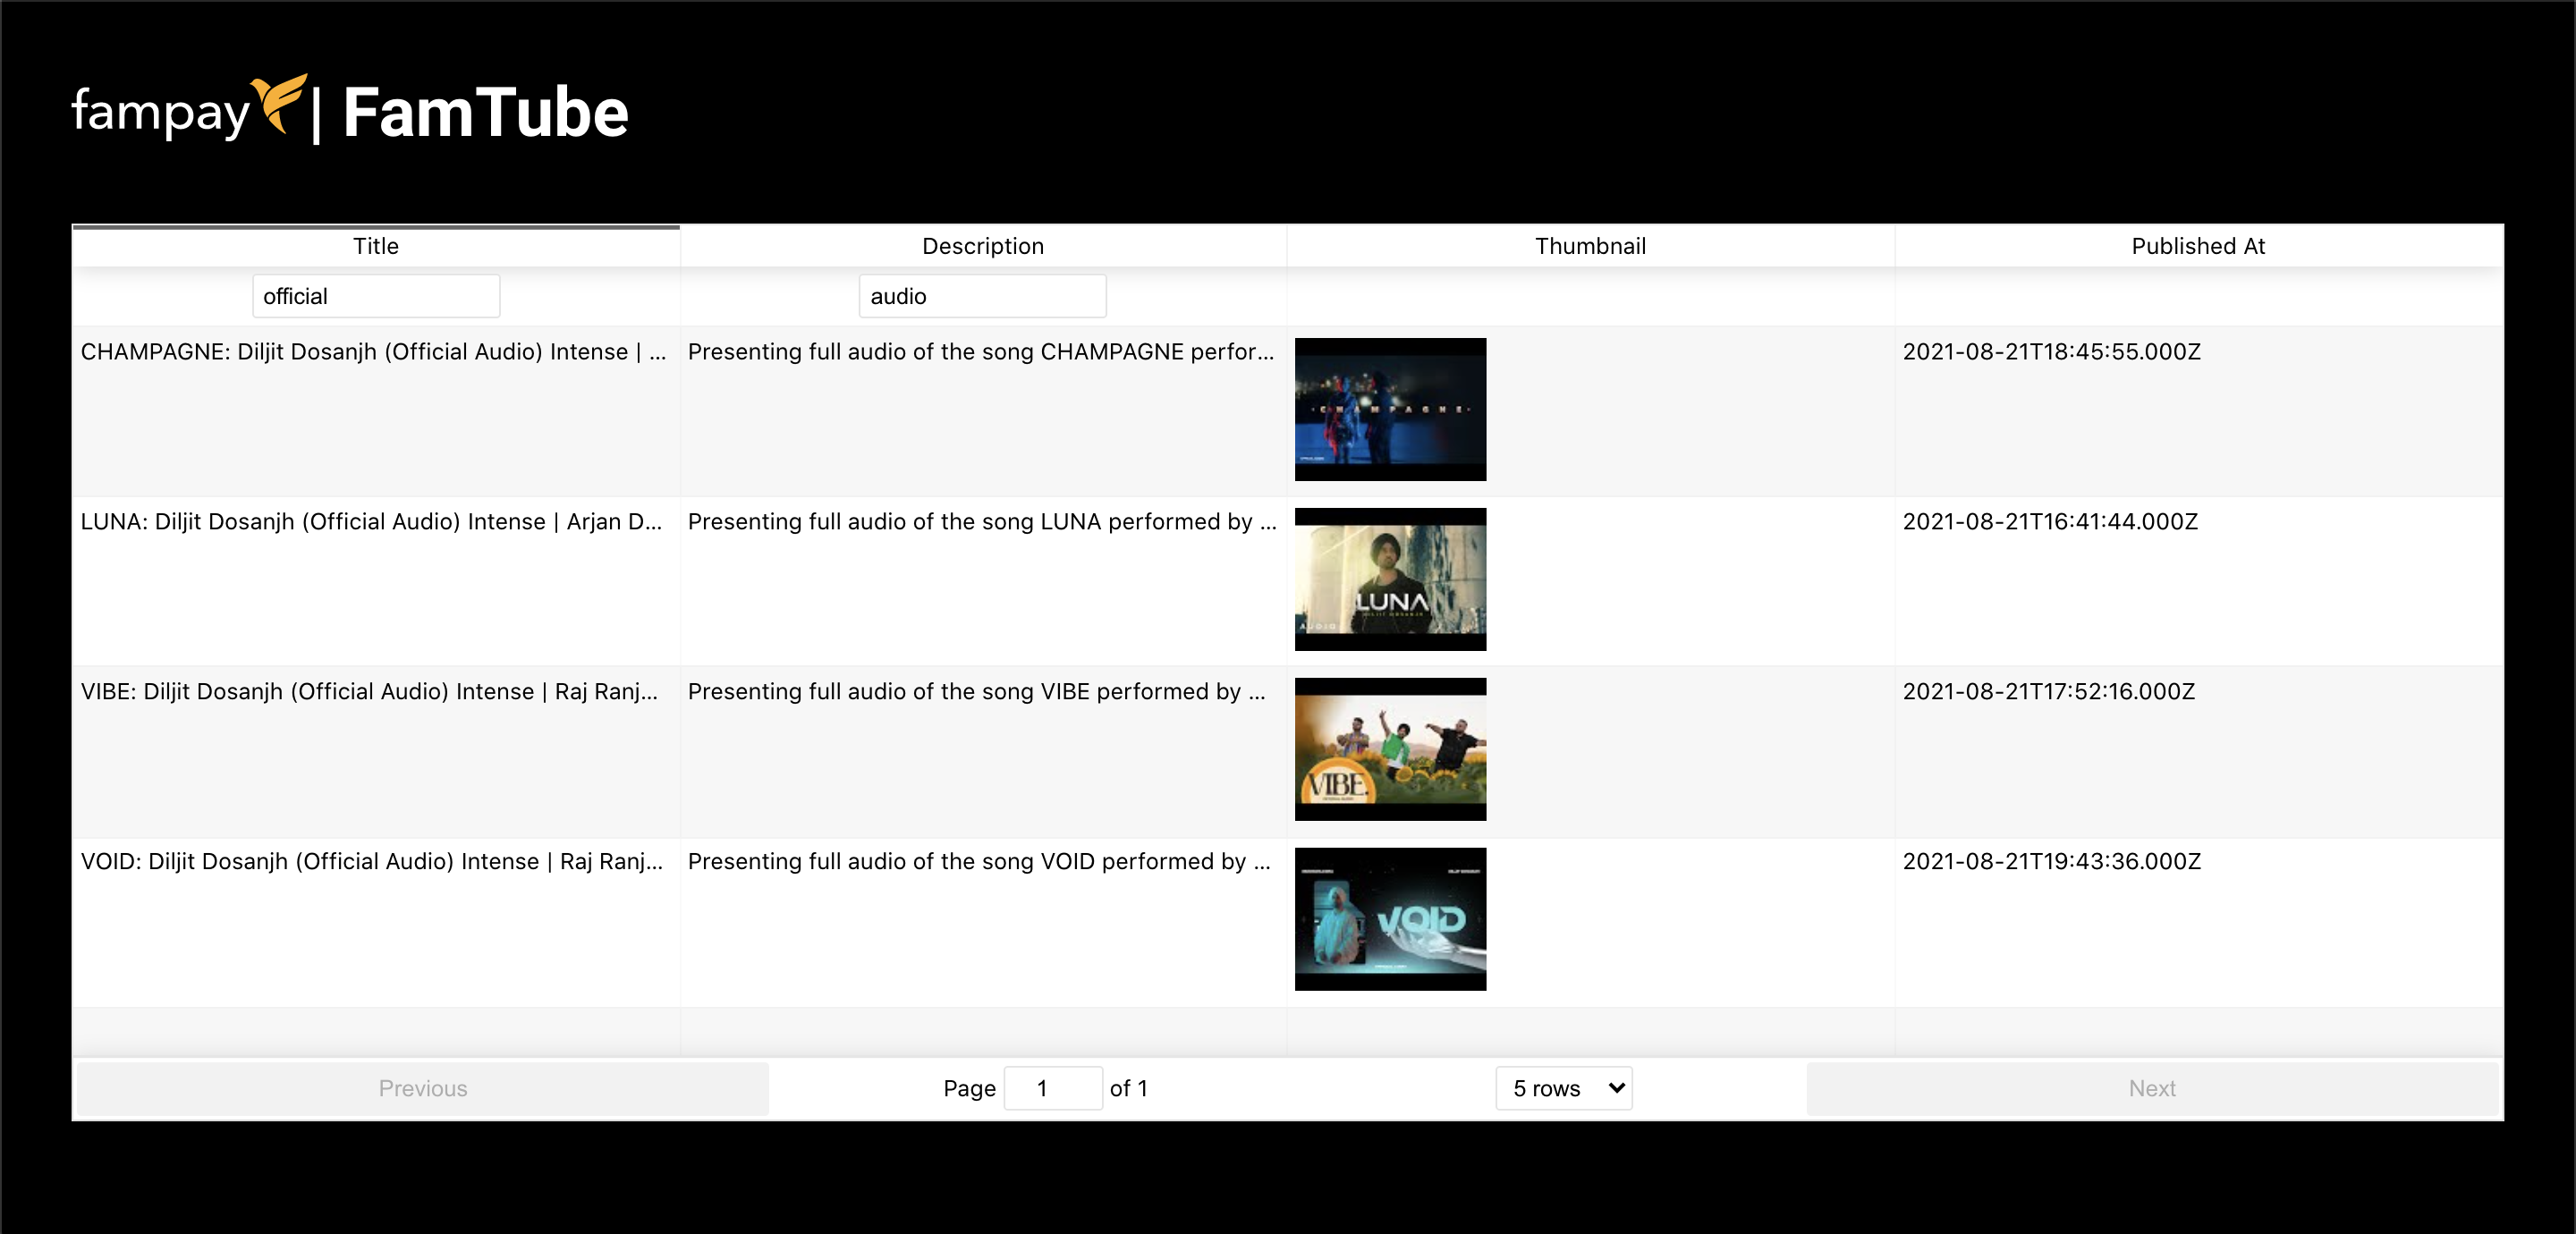 fampay | FamTube
Title Description Thumbnail Published At
official audio
CHAMPAGNE: Diljit Dosanjh (Official Audio) Intense | ... Presenting full audio of the song CHAMPAGNE perfor... 2021-08-21T18:45:55.000Z
CHAMPAGNE
LUNA: Diljit Dosanjh (Official Audio) Intense | Arjan D... Presenting full audio of the song LUNA performed by ... 2021-08-21T16:41:44.000Z
LUNA
DILJIT DOSANJH
AUDIO
VIBE: Diljit Dosanjh (Official Audio) Intense | Raj Ranj... Presenting full audio of the song VIBE performed by ... 2021-08-21T17:52:16.000Z
VIBE.
VOID: Diljit Dosanjh (Official Audio) Intense | Raj Ranj... Presenting full audio of the song VOID performed by ... 2021-08-21T19:43:36.000Z
VOID
Previous Page 1 of 1 5 rows Next